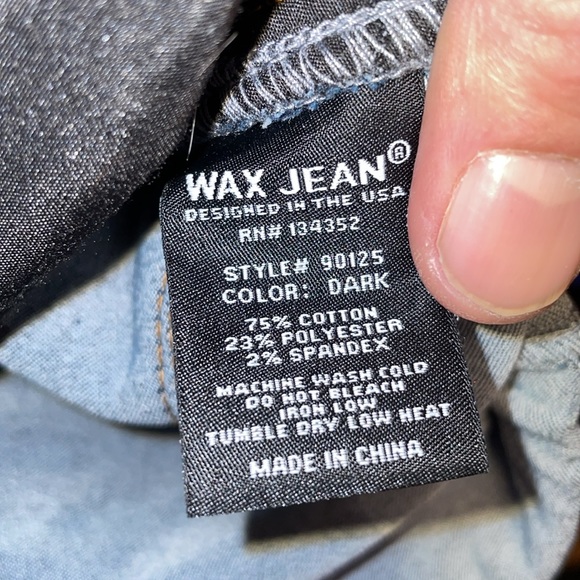 WAX JEAN®
DESIGNED IN THE U.S.A
RN# 134352
STYLE# 90125
COLOR: DARK
75% COTTON
23% POLYESTER
2% SPANDEX
MACHINE WASH COLD
DO NOT BLEACH
IRON LOW
TUMBLE DRY LOW HEAT
MADE IN CHINA